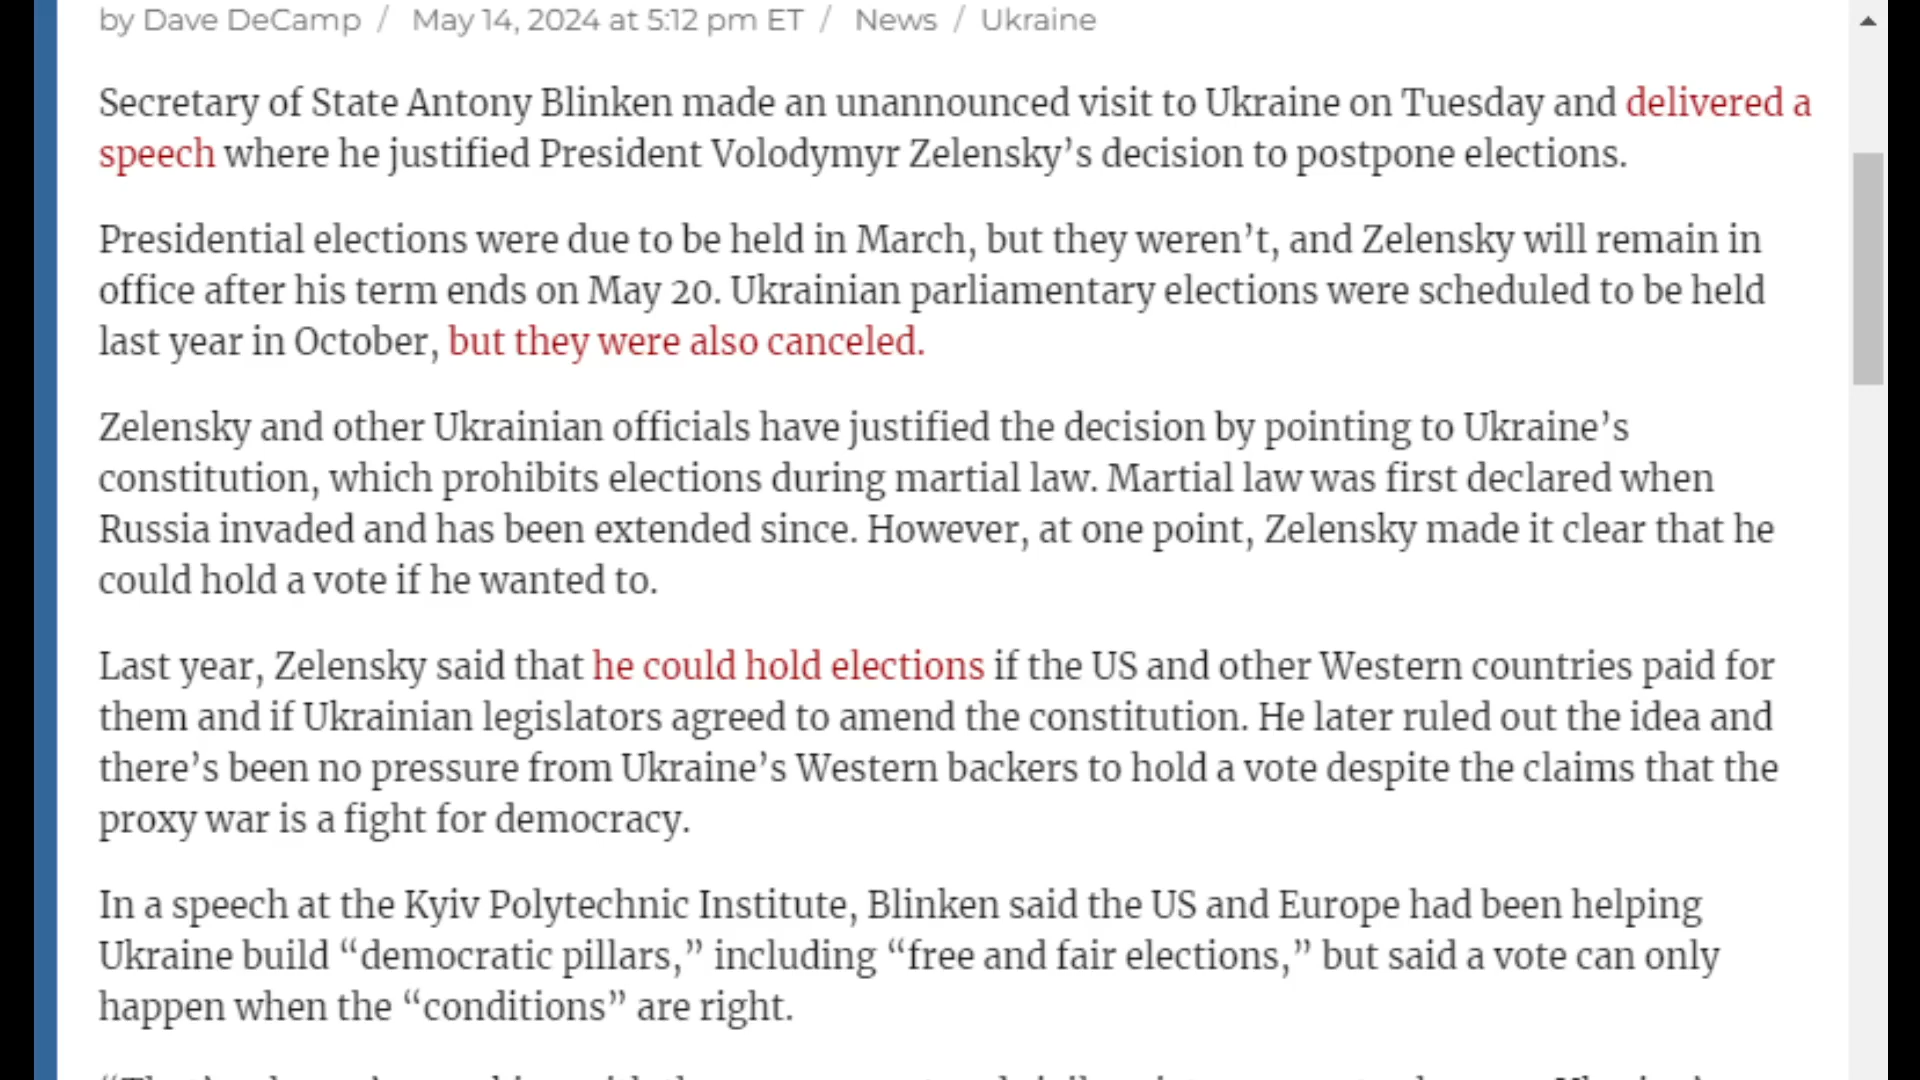 by Dave DeCamp / May 14, 2024 at 5:12 pm ET / News / Ukraine
Secretary of State Antony Blinken made an unannounced visit to Ukraine on Tuesday and delivered a
speech where he justified President Volodymyr Zelensky’s decision to postpone elections.
Presidential elections were due to be held in March, but they weren’t, and Zelensky will remain in
office after his term ends on May 20. Ukrainian parliamentary elections were scheduled to be held
last year in October, but they were also canceled.
Zelensky and other Ukrainian officials have justified the decision by pointing to Ukraine’s
constitution, which prohibits elections during martial law. Martial law was first declared when
Russia invaded and has been extended since. However, at one point, Zelensky made it clear that he
could hold a vote if he wanted to.
Last year, Zelensky said that he could hold elections if the US and other Western countries paid for
them and if Ukrainian legislators agreed to amend the constitution. He later ruled out the idea and
there’s been no pressure from Ukraine’s Western backers to hold a vote despite the claims that the
proxy war is a fight for democracy.
In a speech at the Kyiv Polytechnic Institute, Blinken said the US and Europe had been helping
Ukraine build “democratic pillars,” including “free and fair elections,” but said a vote can only
happen when the “conditions” are right.